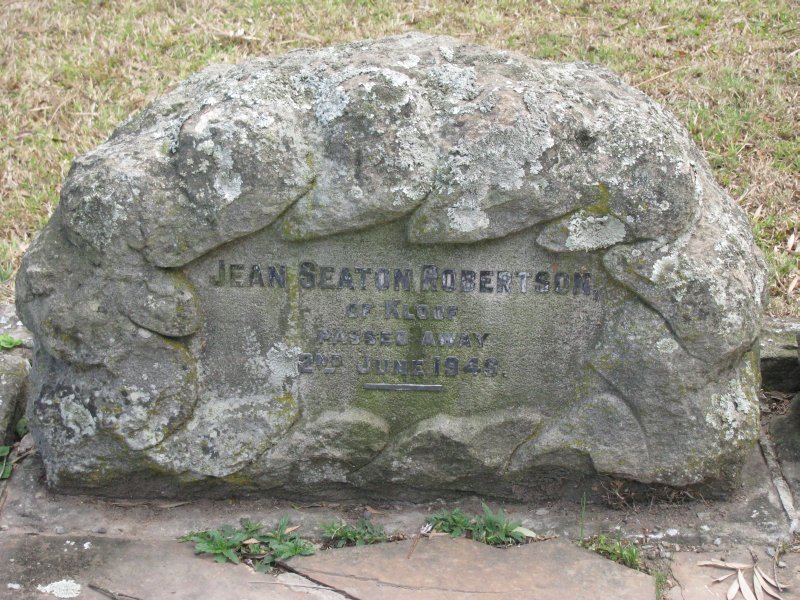 JEAN SEATON ROBERTSON,
OF KLOOF
PASSED AWAY
2ND JUNE 1948.